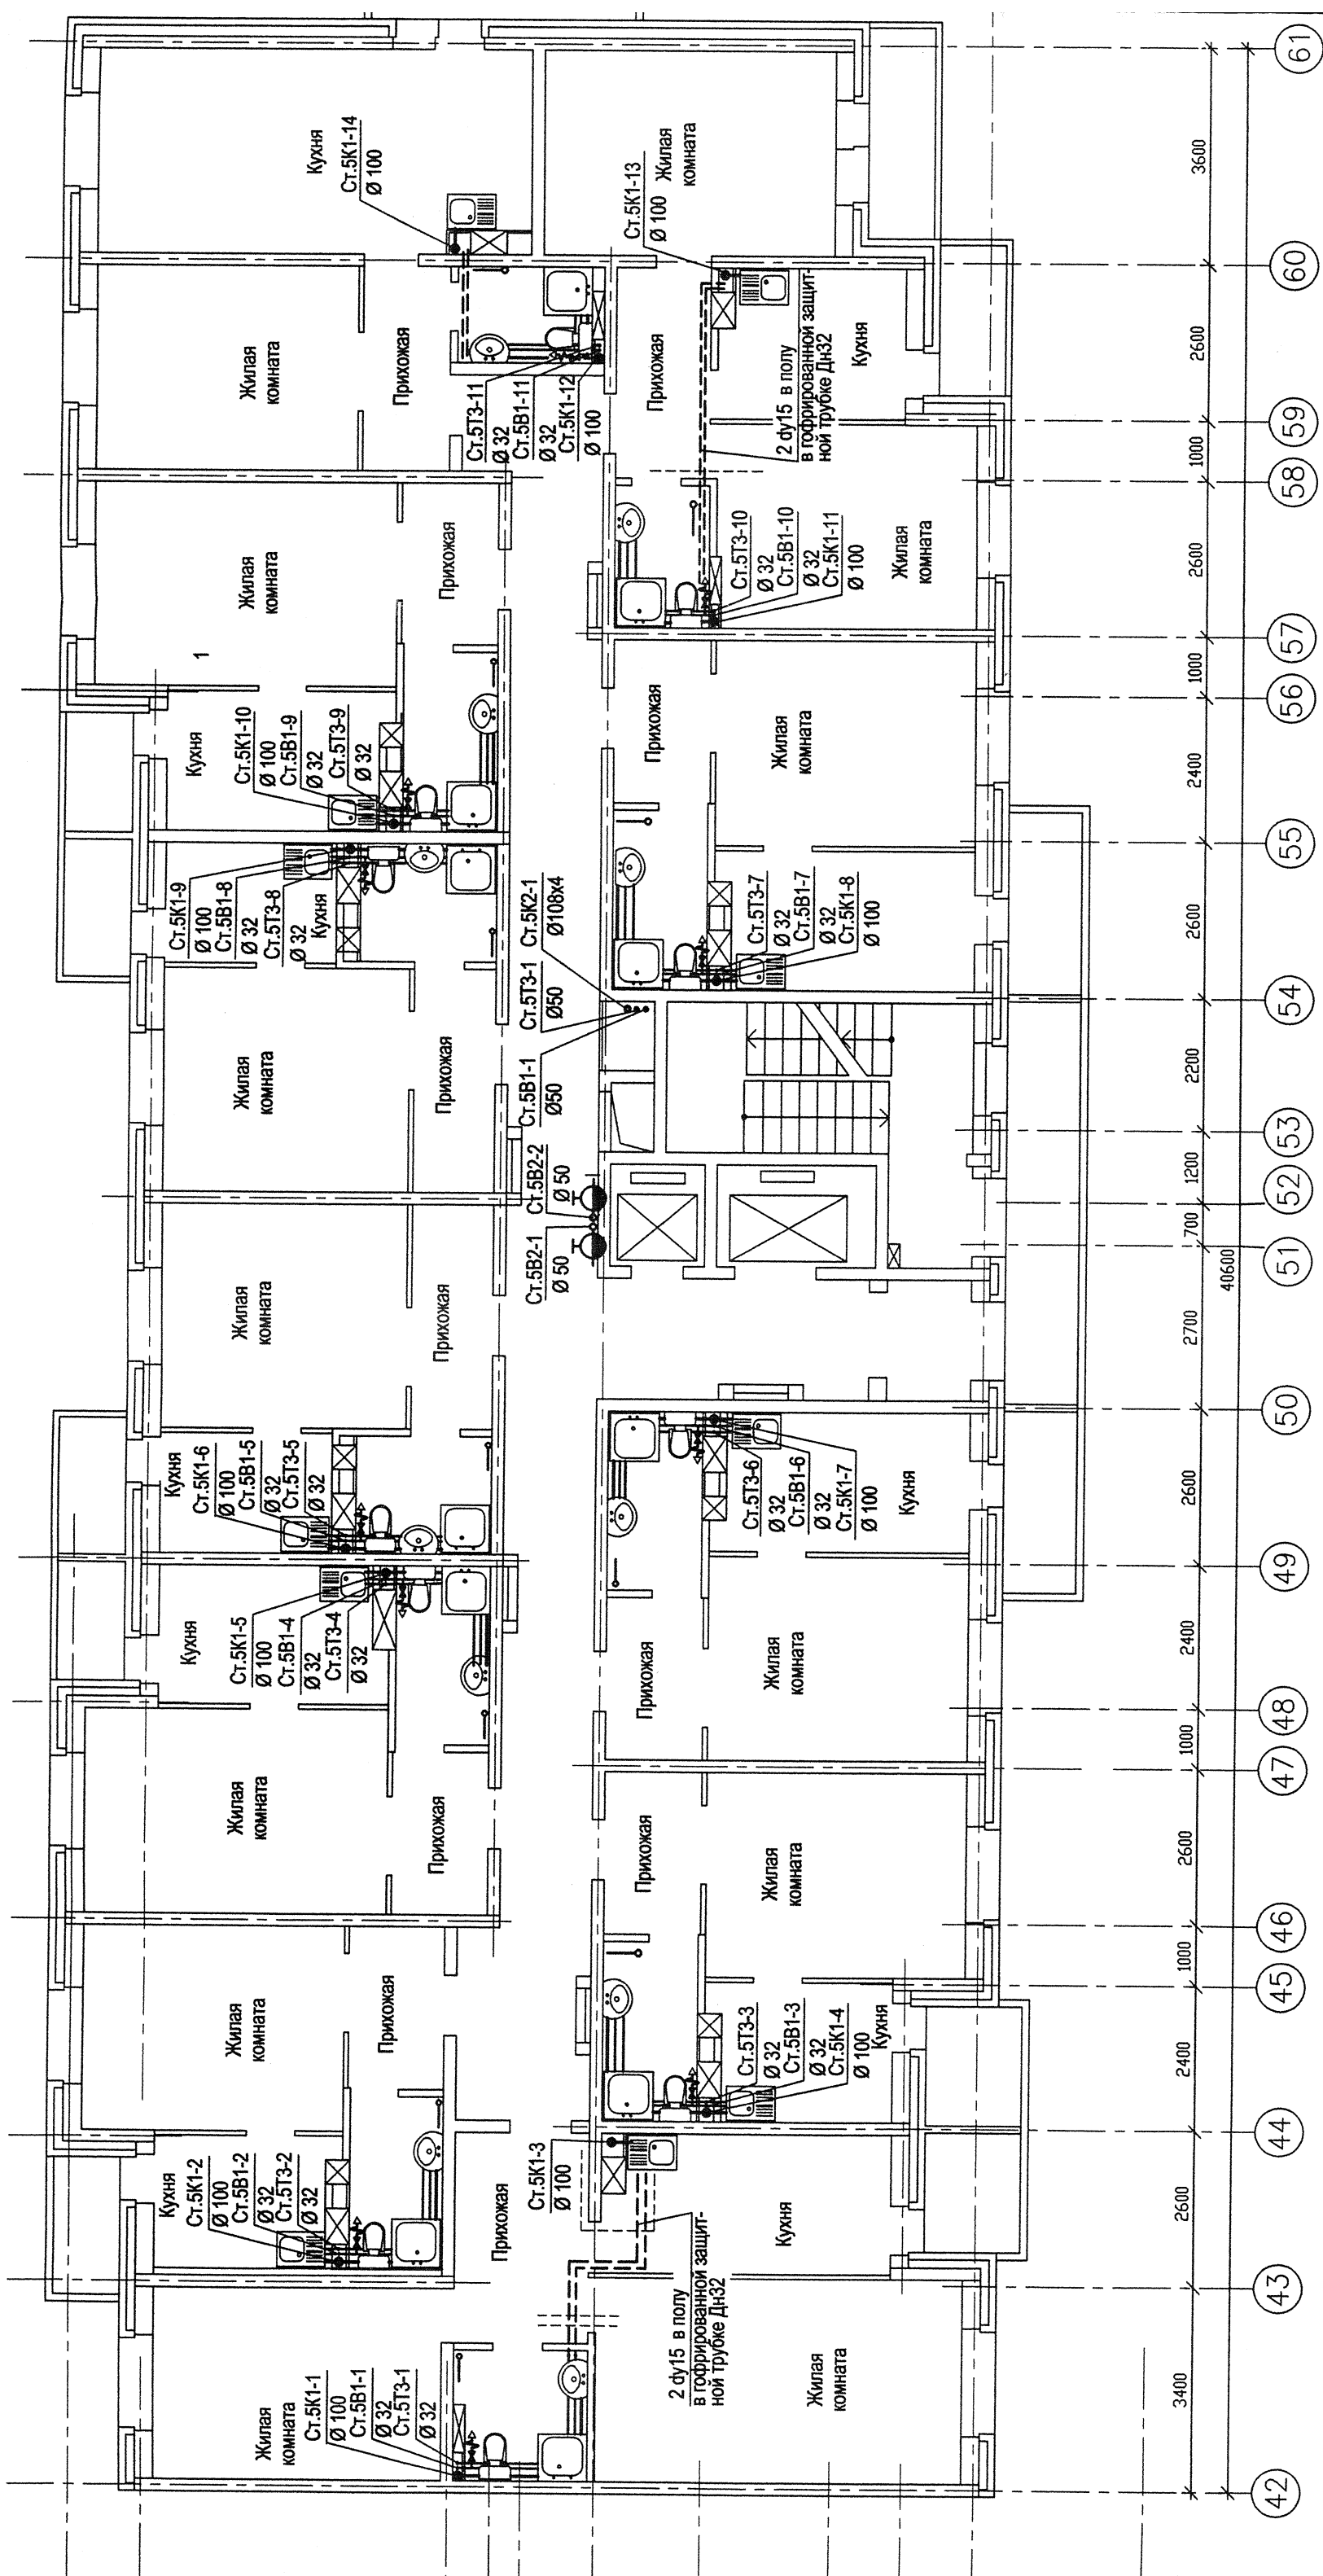 Кухня
Ст.5К1-14
Ø 100
Ст.5К1-13
Ø 100
Жилая
комната
61
3600
60
Жилая
комната
Прихожая
Ст.5Т3-11
Ø 32
Ст.5В1-11
Ø 32
Ст.5К1-12
Ø 100
Прихожая
2 dу15 в полу
в гофрированной защит-
ной трубке Дн32
Кухня
2600
59
1000
58
Жилая
комната
Прихожая
Ст.5Т3-10
Ø 32
Ст.5В1-10
Ø 32
Ст.5К1-11
Ø 100
Жилая
комната
2600
57
1
1000
56
Кухня
Ст.5К1-10
Ø 100
Ст.5В1-9
Ø 32
Ст.5Т3-9
Ø 32
Прихожая
Жилая
комната
2400
55
Ст.5К1-9
Ø 100
Ст.5В1-8
Ø 32
Ст.5Т3-8
Ø 32
Кухня
Ст.5К2-1
Ø108х4
Ст.5Т3-1
Ø50
Ст.5В1-1
Ø50
Ст.5Т3-7
Ø 32
Ст.5В1-7
Ø 32
Ст.5К1-8
Ø 100
2600
54
Жилая
комната
Прихожая
2200
53
Ст.5В2-2
Ø 50
Ст.5В2-1
Ø 50
1200
52
700
51
40600
Жилая
комната
Прихожая
2700
50
Кухня
Ст.5К1-6
Ø 100
Ст.5В1-5
Ø 32
Ст.5Т3-5
Ø 32
Ст.5Т3-6
Ø 32
Ст.5В1-6
Ø 32
Ст.5К1-7
Ø 100
Кухня
2600
49
Кухня
Ст.5К1-5
Ø 100
Ст.5В1-4
Ø 32
Ст.5Т3-4
Ø 32
Прихожая
Жилая
комната
2400
48
1000
47
Жилая
комната
Прихожая
Прихожая
Жилая
комната
2600
46
1000
45
Жилая
комната
Прихожая
Ст.5Т3-3
Ø 32
Ст.5В1-3
Ø 32
Ст.5К1-4
Ø 100
Кухня
2400
44
Кухня
Ст.5К1-2
Ø 100
Ст.5В1-2
Ø 32
Ст.5Т3-2
Ø 32
Прихожая
Ст.5К1-3
Ø 100
Кухня
2600
43
Жилая
комната
Ст.5К1-1
Ø 100
Ст.5В1-1
Ø 32
Ст.5Т3-1
Ø 32
2 dу15 в полу
в гофрированной защит-
ной трубке Дн32
Жилая
комната
3400
42